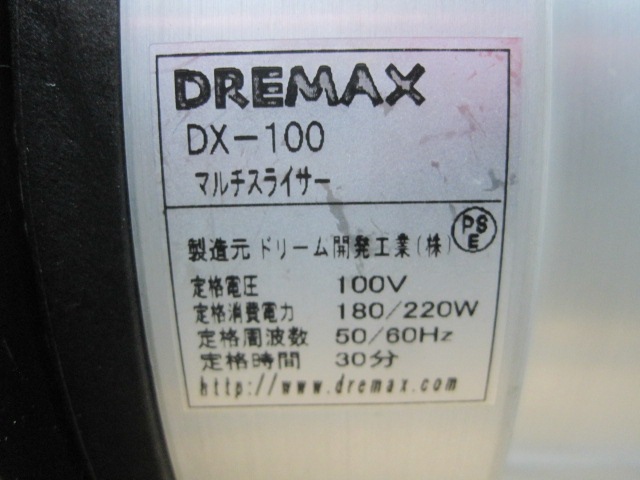 DREMAX
DX-100
マルチスライサー
PS
E
製造元 ドリーム開発工業(株)
定格電圧 100V
定格消費電力 180/220W
定格周波数 50/60Hz
定格時間 30分
http://www.dremax.com